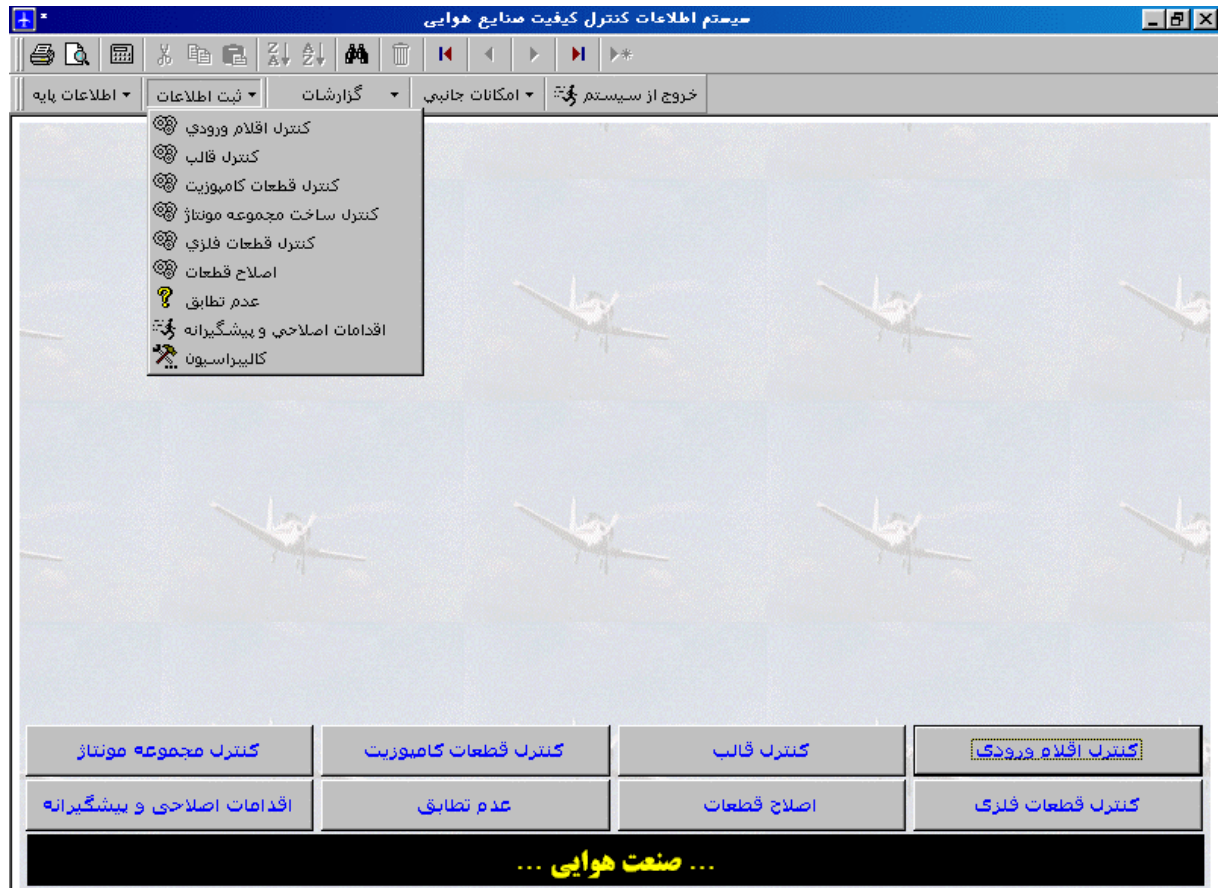 سیستم اطلاعات کنترل کیفیت صنایع هوایی
اطلاعات پایه ثبت اطلاعات گزارشات امکانات جانبي خروج از سیستم
کنترل اقلام ورودي
کنترل قالب
کنترل قطعات کامپوزیت
کنترل ساخت مجموعه مونتاژ
کنترل قطعات فلزي
اصلاح قطعات
عدم تطابق
اقدامات اصلاحي و پیشگیرانه
کالیبراسیون
کنترل اقلام ورودی کنترل قالب کنترل قطعات کامپوزیت کنترل مجموعه مونتاژ
کنترل قطعات فلزی اصلاح قطعات عدم تطابق اقدامات اصلاحی و پیشگیرانه
... صنعت هوایی ...